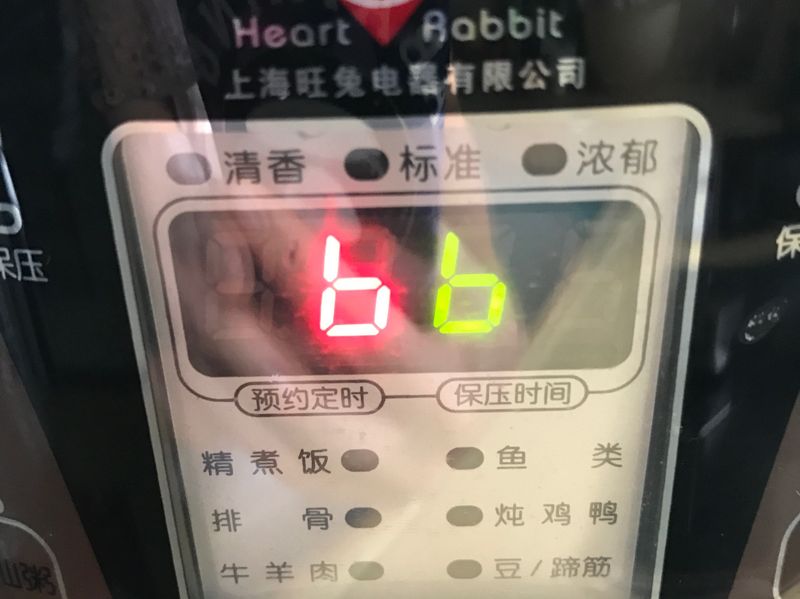 Heart Rabbit
上海旺兔电器有限公司
清香 标准 浓郁
保压
bb
预约定时 保压时间
精煮饭 鱼类
排骨 炖鸡鸭
牛羊肉 豆/蹄筋